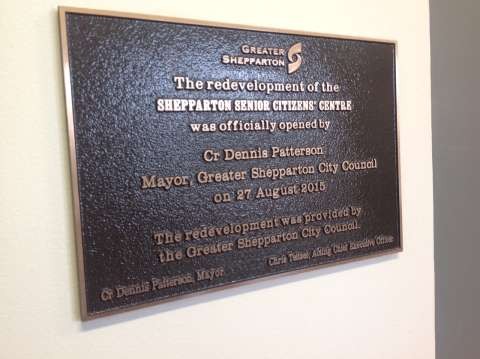 GREATER
SHEPPARTON
The redevelopment of the
SHEPPARTON SENIOR CITIZENS' CENTRE
was officially opened by
Cr Dennis Patterson
Mayor, Greater Shepparton City Council
on 27 August 2015
The redevelopment was provided by
the Greater Shepparton City Council.
Cr Dennis Patterson, Mayor
Chris Teitzel, Acting Chief Executive Officer